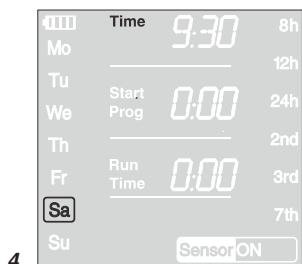 Time 9:30 8h
Mo
12h
Tu
Start
Prog 0:00 24h
We
2nd
Th
Run
Time 0:00 3rd
Fr
Sa 7th
Su
Sensor ON
4